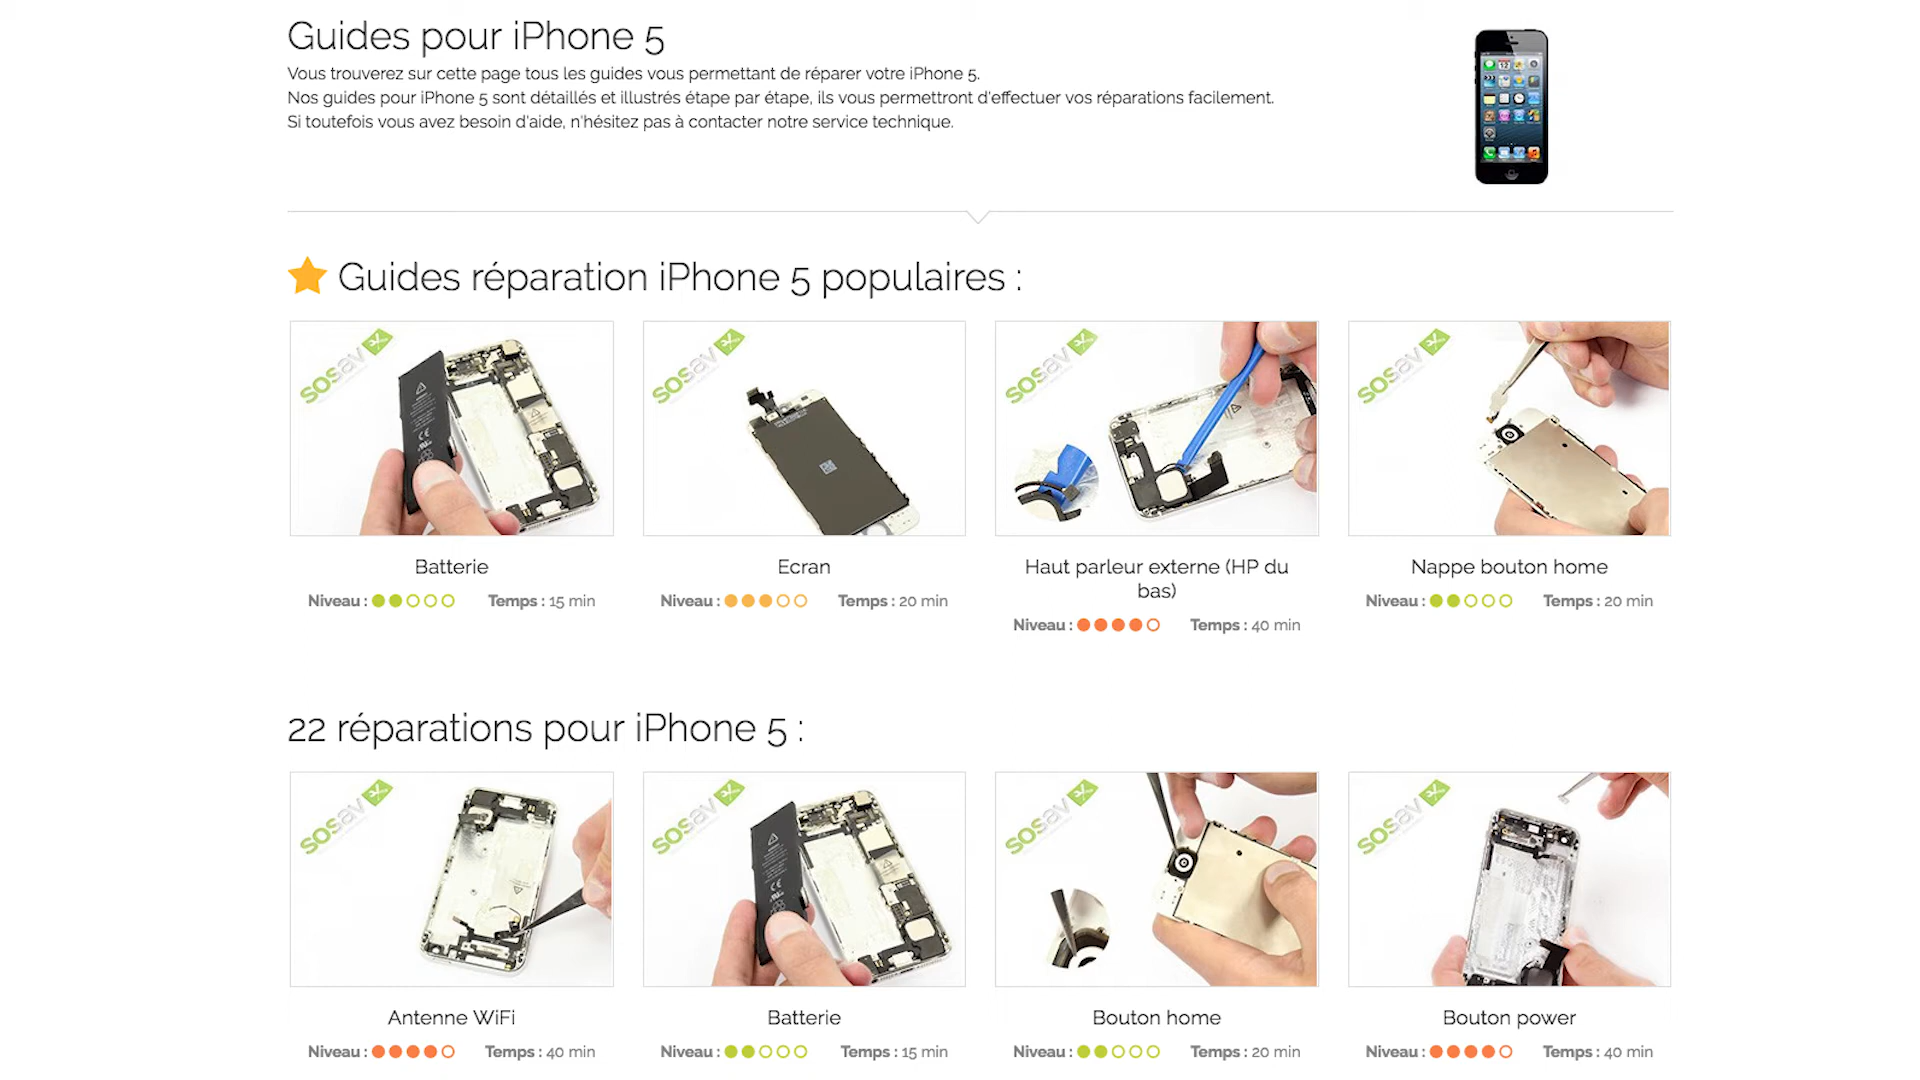 Guides pour iPhone 5
Vous trouverez sur cette page tous les guides vous permettant de réparer votre iPhone 5.
Nos guides pour iPhone 5 sont détaillés et illustrés étape par étape, ils vous permettront d'effectuer vos réparations facilement.
Si toutefois vous avez besoin d'aide, n'hésitez pas à contacter notre service technique.
Guides réparation iPhone 5 populaires :
sosav
sosav
sosav
sosav
Batterie
Niveau :
Temps : 15 min
Ecran
Niveau :
Temps : 20 min
Haut parleur externe (HP du
bas)
Niveau :
Temps : 40 min
Nappe bouton home
Niveau :
Temps : 20 min
22 réparations pour iPhone 5 :
sosav
sosav
sosav
sosav
Antenne WiFi
Niveau :
Temps : 40 min
Batterie
Niveau :
Temps : 15 min
Bouton home
Niveau :
Temps : 20 min
Bouton power
Niveau :
Temps : 40 min